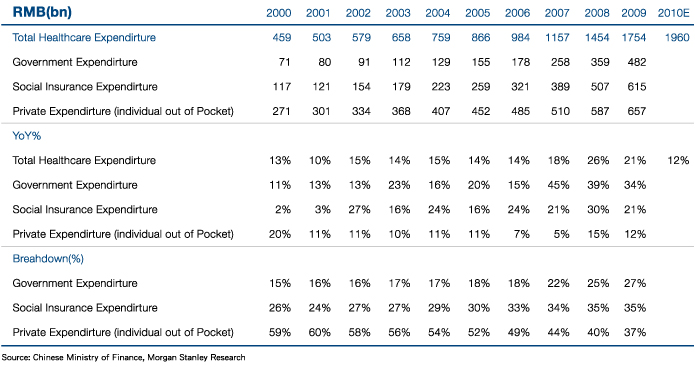 RMB(bn) 2000 2001 2002 2003 2004 2005 2006 2007 2008 2009 2010E
Total Healthcare Expendirture 459 503 579 658 759 866 984 1157 1454 1754 1960
Government Expendirture 71 80 91 112 129 155 178 258 359 482
Social Insurance Expendirture 117 121 154 179 223 259 321 389 507 615
Private Expendirture (individual out of Pocket) 271 301 334 368 407 452 485 510 587 657
YoY%
Total Healthcare Expendirture 13% 10% 15% 14% 15% 14% 14% 18% 26% 21% 12%
Government Expendirture 11% 13% 13% 23% 16% 20% 15% 45% 39% 34%
Social Insurance Expendirture 2% 3% 27% 16% 24% 16% 24% 21% 30% 21%
Private Expendirture (individual out of Pocket) 20% 11% 11% 10% 11% 11% 7% 5% 15% 12%
Breahdown(%)
Government Expendirture 15% 16% 16% 17% 17% 18% 18% 22% 25% 27%
Social Insurance Expendirture 26% 24% 27% 27% 29% 30% 33% 34% 35% 35%
Private Expendirture (individual out of Pocket) 59% 60% 58% 56% 54% 52% 49% 44% 40% 37%
Source: Chinese Ministry of Finance, Morgan Stanley Research